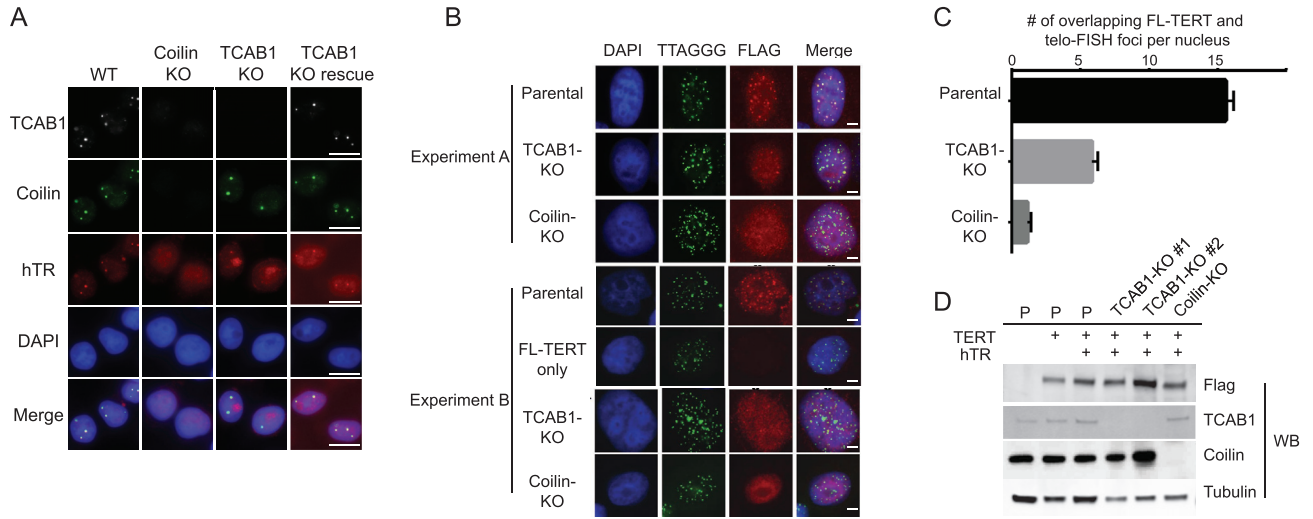 A
WT
Coilin
KO
TCAB1
KO
TCAB1
KO rescue
TCAB1
Coilin
hTR
DAPI
Merge
B
DAPI TTAGGG FLAG Merge
Experiment A
Parental
TCAB1-
KO
Coilin-
KO
Experiment B
Parental
FL-TERT
only
TCAB1-
KO
Coilin-
KO
C
# of overlapping FL-TERT and
telo-FISH foci per nucleus
0 5 10 15
Parental
TCAB1-
KO
Coilin-
KO
D
P P P TCAB1-KO #1 TCAB1-KO #2 Coilin-KO
TERT + + + + +
hTR + + + +
Flag
TCAB1
Coilin
Tubulin
WB